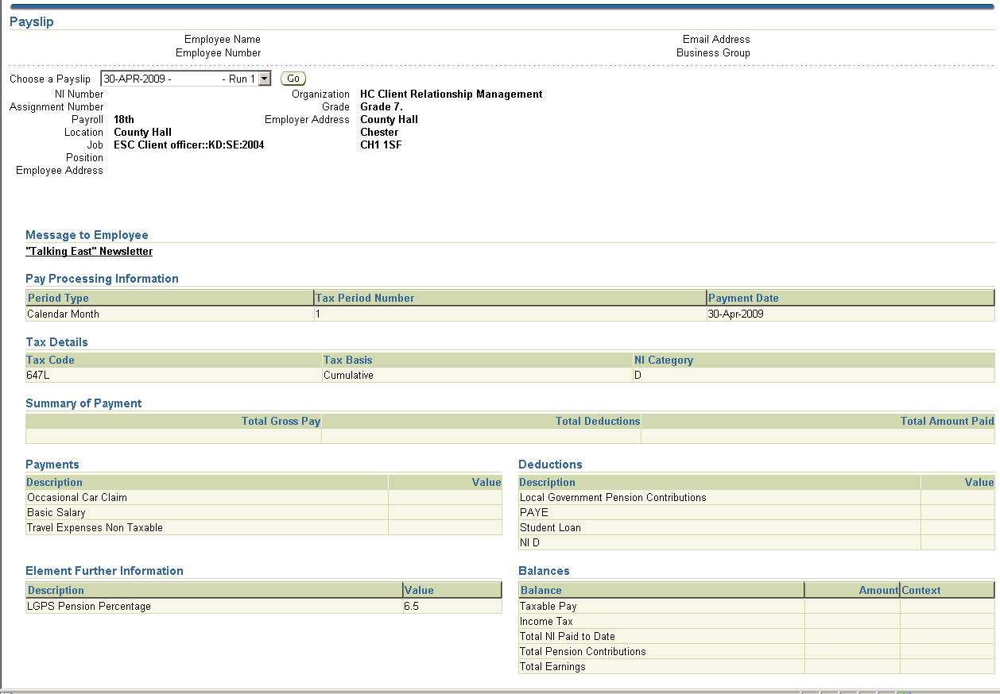 Payslip
Employee Name Email Address
Employee Number Business Group
Choose a Payslip 30-APR-2009 - - Run 1 Go
NI Number Organization HC Client Relationship Management
Assignment Number Grade Grade 7.
Payroll 18th Employer Address County Hall
Location County Hall Chester
Job ESC Client officer::KD:SE:2004 CH1 1SF
Position
Employee Address
Message to Employee
"Talking East" Newsletter
Pay Processing Information
Period Type Tax Period Number Payment Date
Calendar Month 1 30-Apr-2009
Tax Details
Tax Code Tax Basis NI Category
647L Cumulative D
Summary of Payment
Total Gross Pay Total Deductions Total Amount Paid
Payments Deductions
Description Value Description Value
Occasional Car Claim Local Government Pension Contributions
Basic Salary PAYE
Travel Expenses Non Taxable Student Loan
NI D
Element Further Information Balances
Description Value Balance Amount Context
LGPS Pension Percentage 6.5 Taxable Pay
Income Tax
Total NI Paid to Date
Total Pension Contributions
Total Earnings